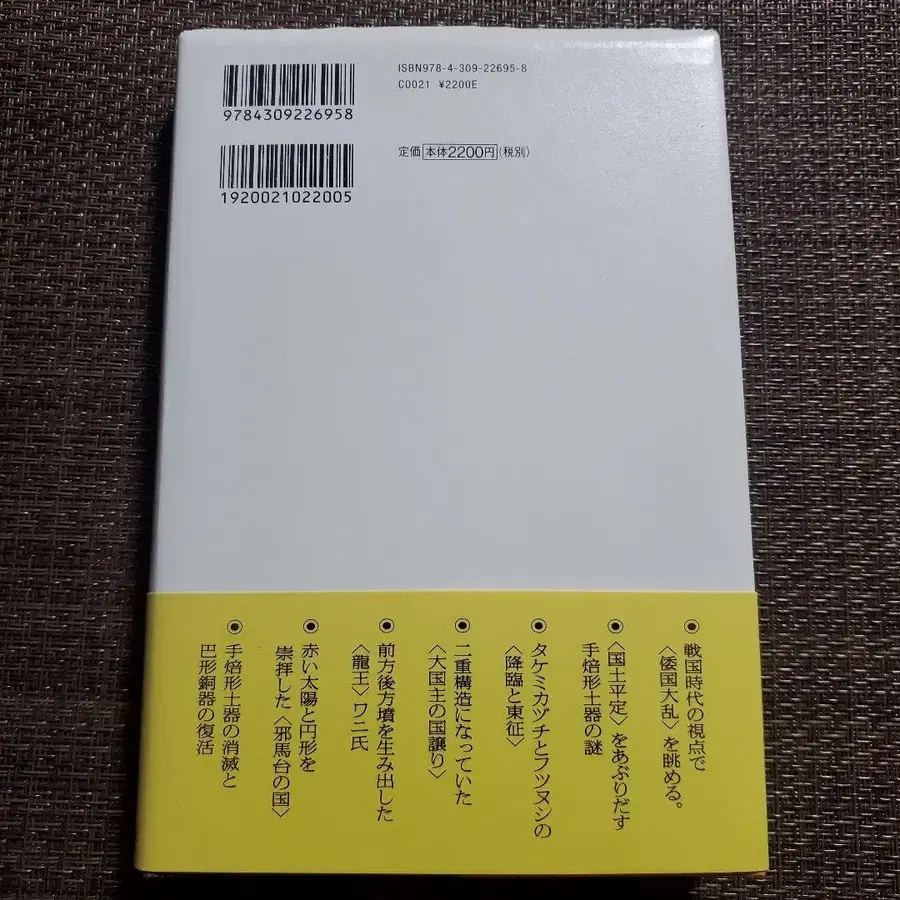 ISBN978-4-309-22695-8
C0021 ¥2200E
9784309226958
定価 本体2200円(税別)
1920021022005
◉戦国時代の視点で
〈倭国大乱〉を眺める。
◉〈国土平定〉をあぶりだす
手焙形土器の謎
◉タケミカヅチとフツヌシの
〈降臨と東征〉
◉二重構造になっていた
〈大国主の国譲り〉
◉前方後方墳を生み出した
〈龍王〉ワニ氏
◉赤い太陽と円形を
崇拝した〈邪馬台の国〉
◉手焙形土器の消滅と
巴形銅器の復活